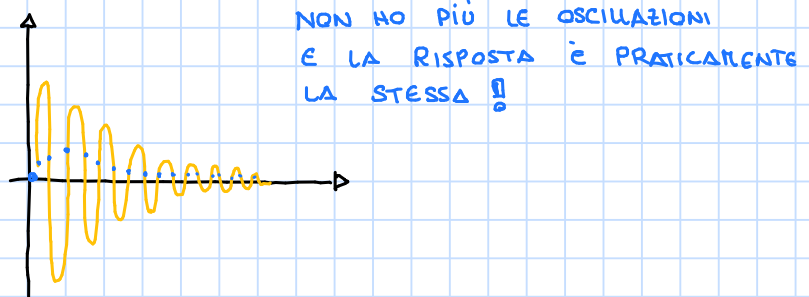 NON HO PIÙ LE OSCILLAZIONI
E LA RISPOSTA È PRATICAMENTE
LA STESSA!